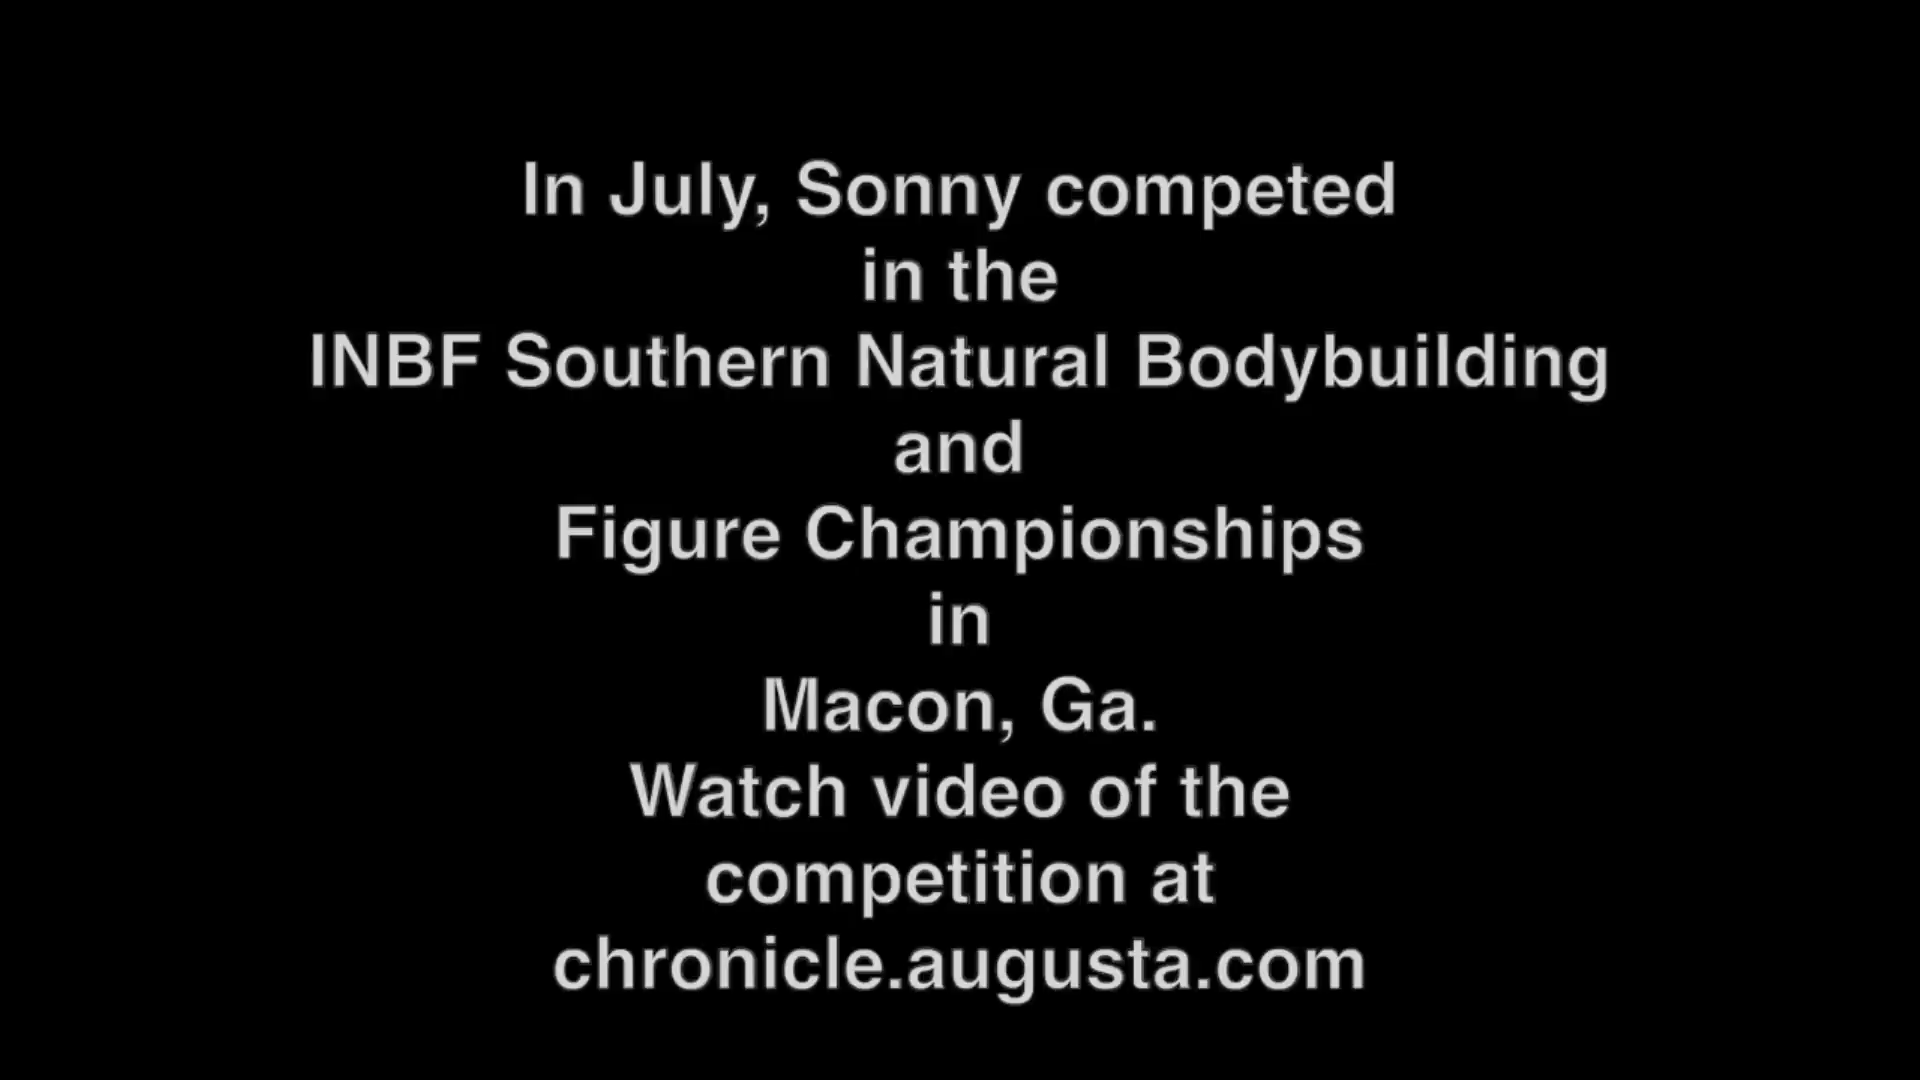 In July, Sonny competed
in the
INBF Southern Natural Bodybuilding
and
Figure Championships
in
Macon, Ga.
Watch video of the
competition at
chronicle.augusta.com